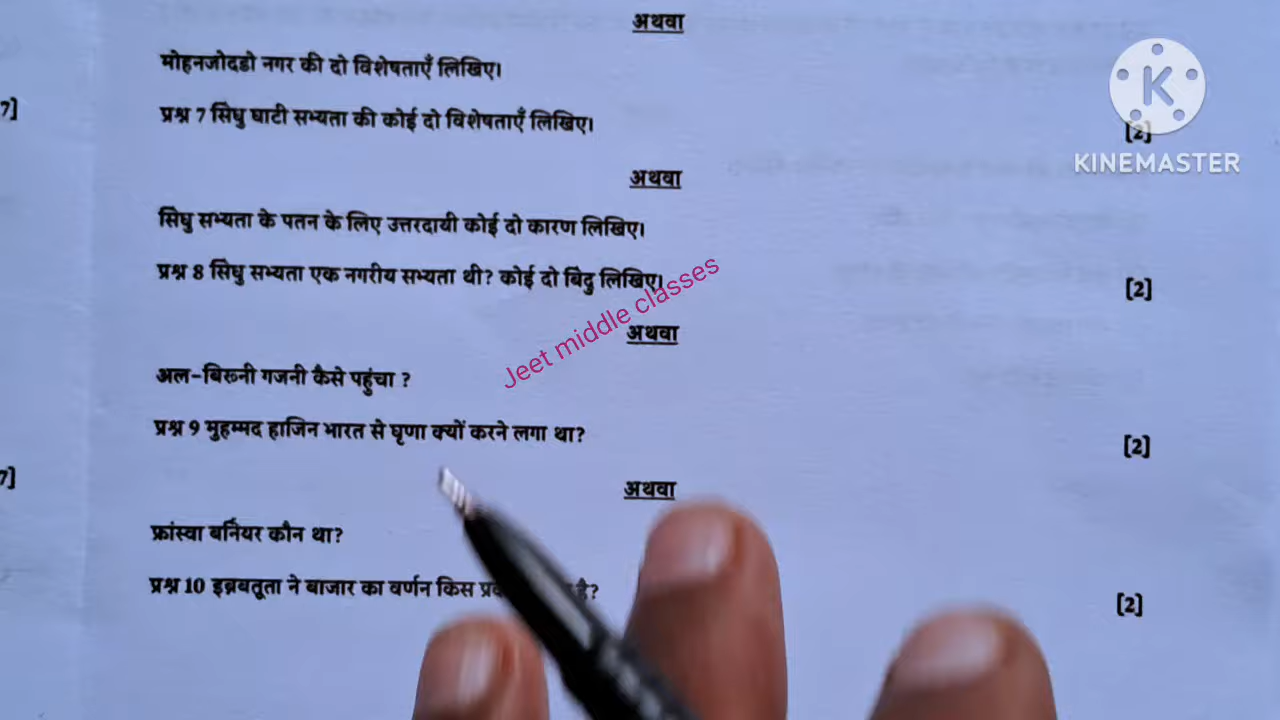 अथवा
मोहनजोदडो नगर की दो विशेषताएँ लिखिए।
7]
प्रश्न 7 सिंधु घाटी सभ्यता की कोई दो विशेषताएँ लिखिए।
[2]
KINEMASTER
अथवा
सिंधु सभ्यता के पतन के लिए उत्तरदायी कोई दो कारण लिखिए।
प्रश्न 8 सिंधु सभ्यता एक नगरीय सभ्यता थी? कोई दो बिंदु लिखिए।
[2]
Jeet middle classes
अथवा
अल-बिरूनी गजनी कैसे पहुंचा ?
प्रश्न 9 मुहम्मद हाजिन भारत से घृणा क्यों करने लगा था?
[2]
7]
अथवा
फ्रांस्वा बर्नियर कौन था?
प्रश्न 10 इब्नबतूता ने बाजार का वर्णन किस है?
[2]